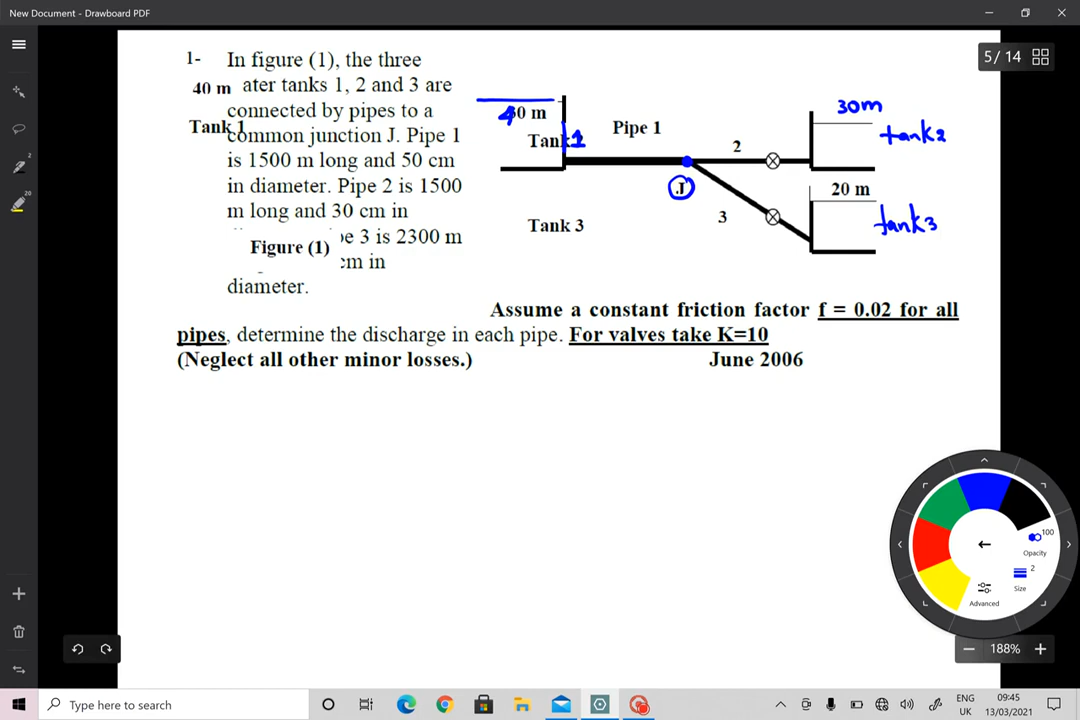 New Document - Drawboard PDF
5/ 14
1- In figure (1), the three
40 m ater tanks 1, 2 and 3 are
connected by pipes to a
Tank 1
common junction J. Pipe 1
is 1500 m long and 50 cm
in diameter. Pipe 2 is 1500
m long and 30 cm in
pe 3 is 2300 m
Figure (1)
cm in
diameter.
40 m
Tank 1
Pipe 1
2
30m
tank2
J
20 m
3
tank3
Tank 3
Assume a constant friction factor f = 0.02 for all
pipes, determine the discharge in each pipe. For valves take K=10
(Neglect all other minor losses.) June 2006
2
20
100
Opacity
2
Size
Advanced
188%
Type here to search
ENG
UK
09:45
13/03/2021